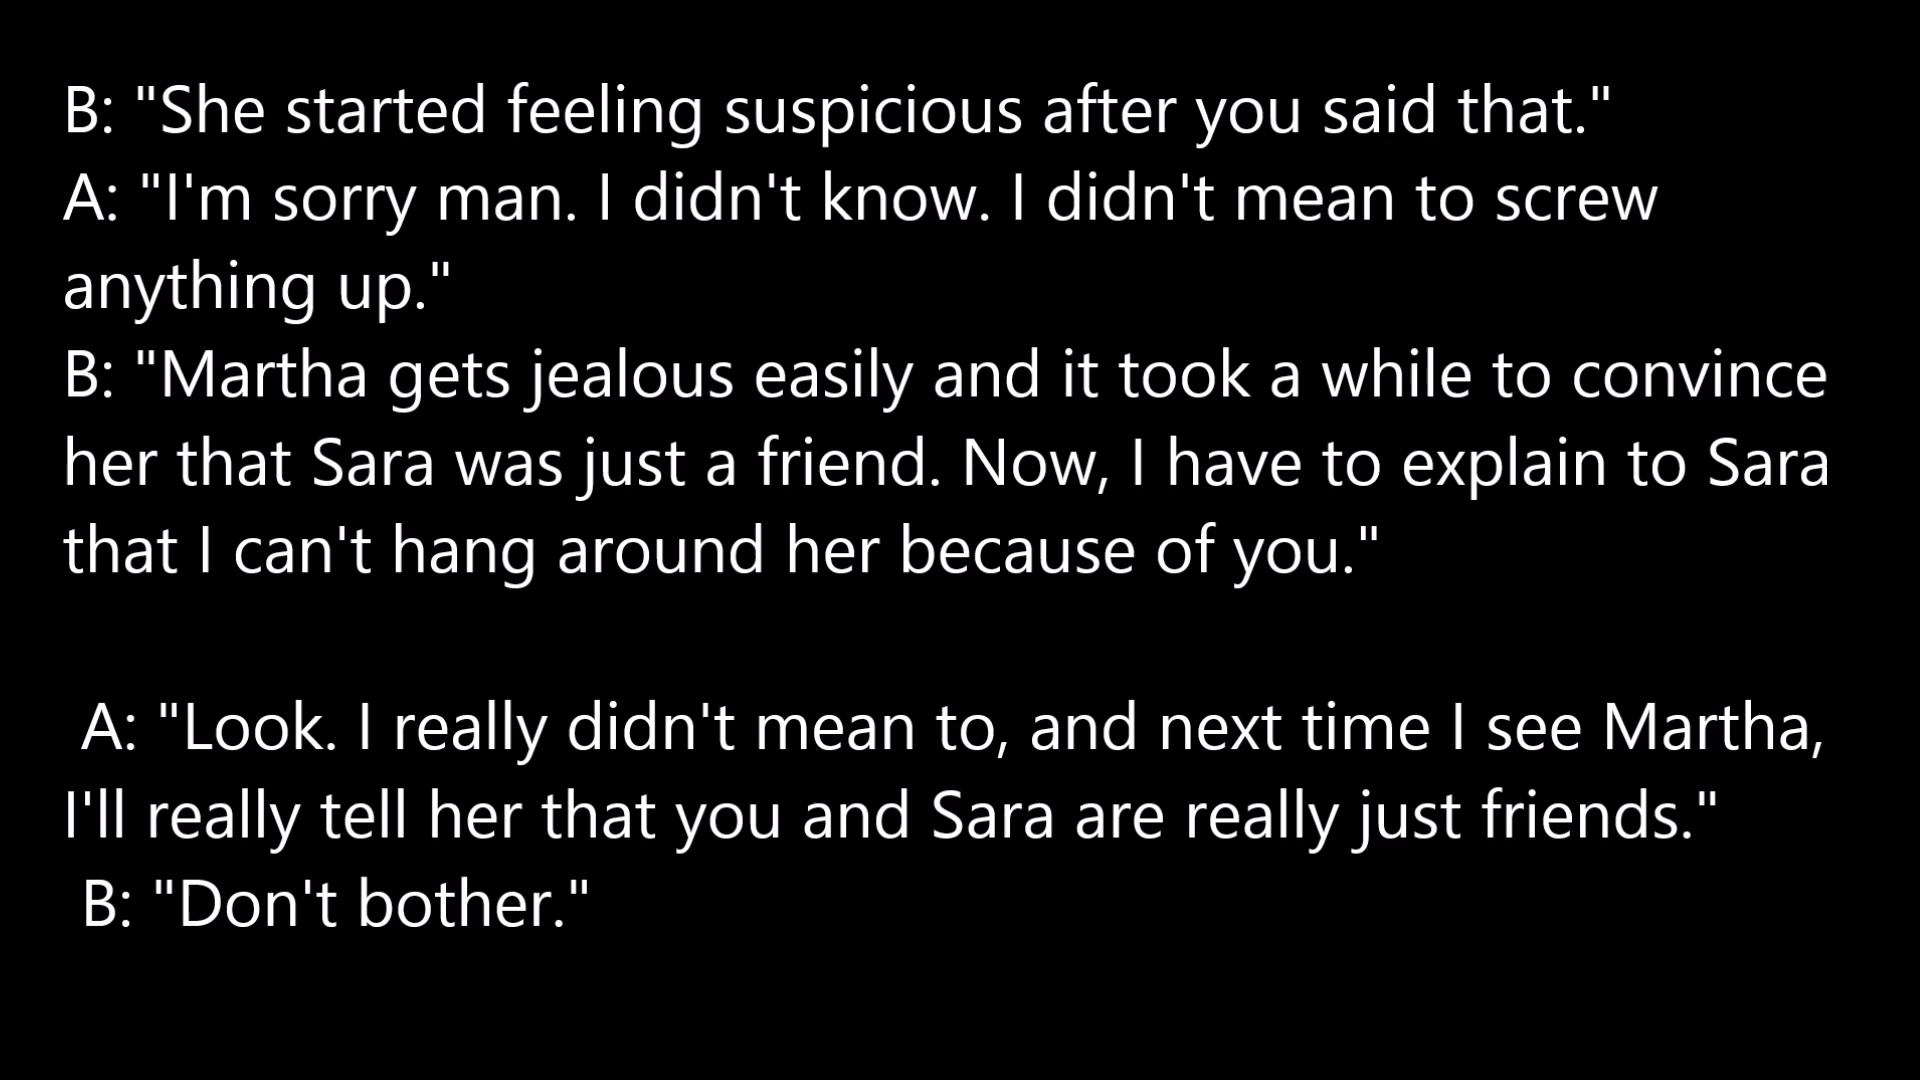 B: "She started feeling suspicious after you said that."
A: "I'm sorry man. I didn't know. I didn't mean to screw
anything up."
B: "Martha gets jealous easily and it took a while to convince
her that Sara was just a friend. Now, I have to explain to Sara
that I can't hang around her because of you."
A: "Look. I really didn't mean to, and next time I see Martha,
I'll really tell her that you and Sara are really just friends."
B: "Don't bother."